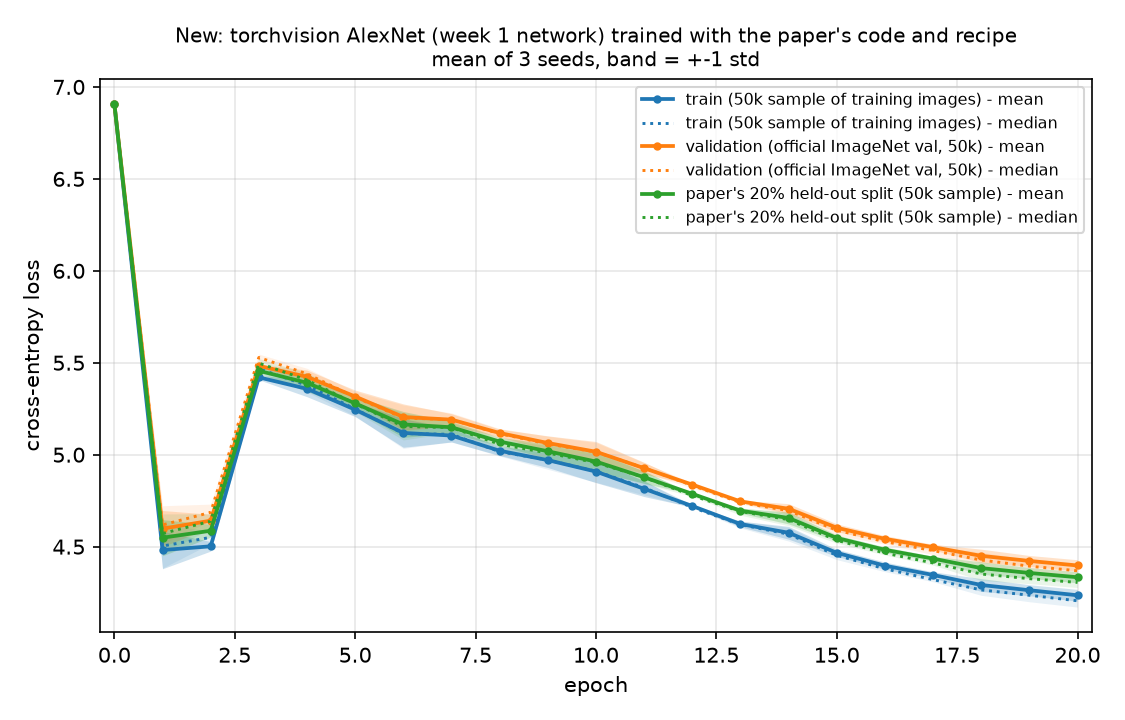 New: torchvision AlexNet (week 1 network) trained with the paper's code and recipe
mean of 3 seeds, band = +-1 std
train (50k sample of training images) - mean
train (50k sample of training images) - median
validation (official ImageNet val, 50k) - mean
validation (official ImageNet val, 50k) - median
paper's 20% held-out split (50k sample) - mean
paper's 20% held-out split (50k sample) - median
cross-entropy loss
7.0
6.5
6.0
5.5
5.0
4.5
0.0 2.5 5.0 7.5 10.0 12.5 15.0 17.5 20.0
epoch